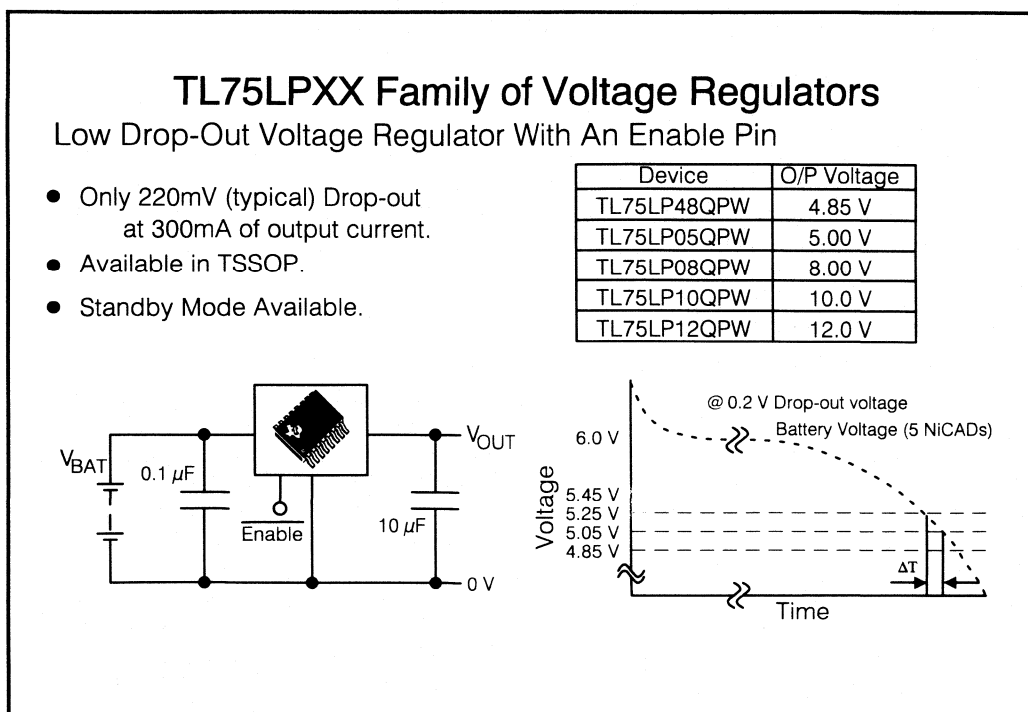 TL75LPXX Family of Voltage Regulators
Low Drop-Out Voltage Regulator With An Enable Pin
● Only 220mV (typical) Drop-out
at 300mA of output current.
● Available in TSSOP.
● Standby Mode Available.
Device O/P Voltage
TL75LP48QPW 4.85 V
TL75LP05QPW 5.00 V
TL75LP08QPW 8.00 V
TL75LP10QPW 10.0 V
TL75LP12QPW 12.0 V
VBAT
0.1 μF
Enable
10 μF
VOUT
0 V
@ 0.2 V Drop-out voltage
Battery Voltage (5 NiCADs)
Voltage
6.0 V
5.45 V
5.25 V
5.05 V
4.85 V
ΔT
Time